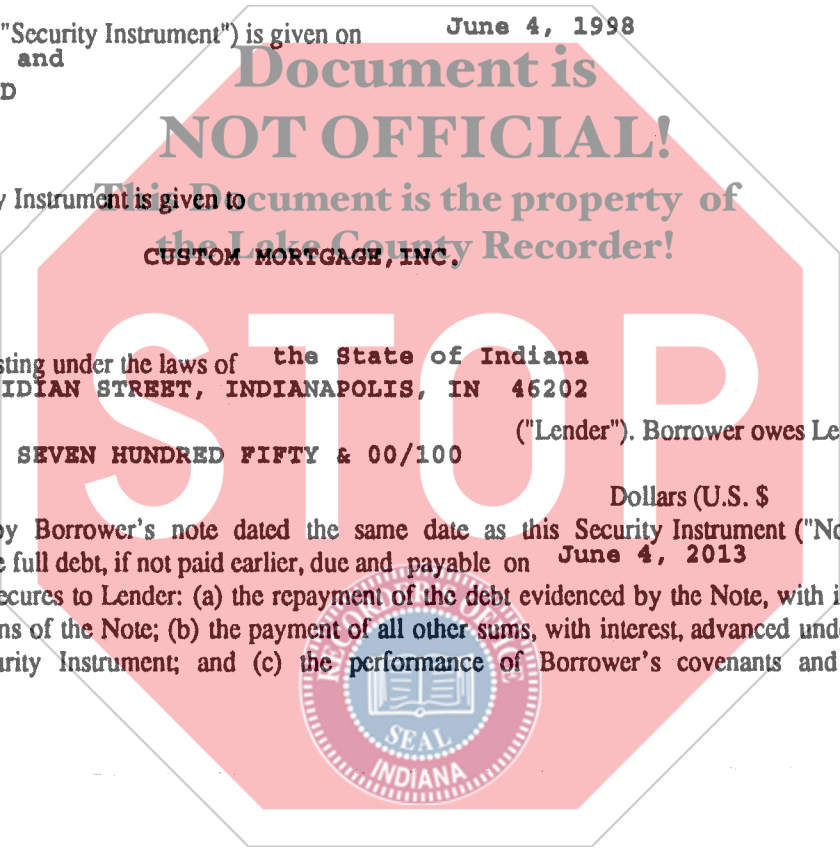 "Security Instrument") is given on June 4, 1998
and
D
Document is
NOT OFFICIAL!
y Instrument is given to
This Document is the property of
the Lake County Recorder!
CUSTOM MORTGAGE, INC.
STOP
sting under the laws of the State of Indiana
IDIAN STREET, INDIANAPOLIS, IN 46202
("Lender"). Borrower owes Le
SEVEN HUNDRED FIFTY & 00/100
Dollars (U.S. $
by Borrower's note dated the same date as this Security Instrument ("No
e full debt, if not paid earlier, due and payable on June 4, 2013
ecures to Lender: (a) the repayment of the debt evidenced by the Note, with i
ns of the Note; (b) the payment of all other sums, with interest, advanced und
urity Instrument; and (c) the performance of Borrower's covenants and
RECORDER'S OFFICE
SEAL
INDIANA